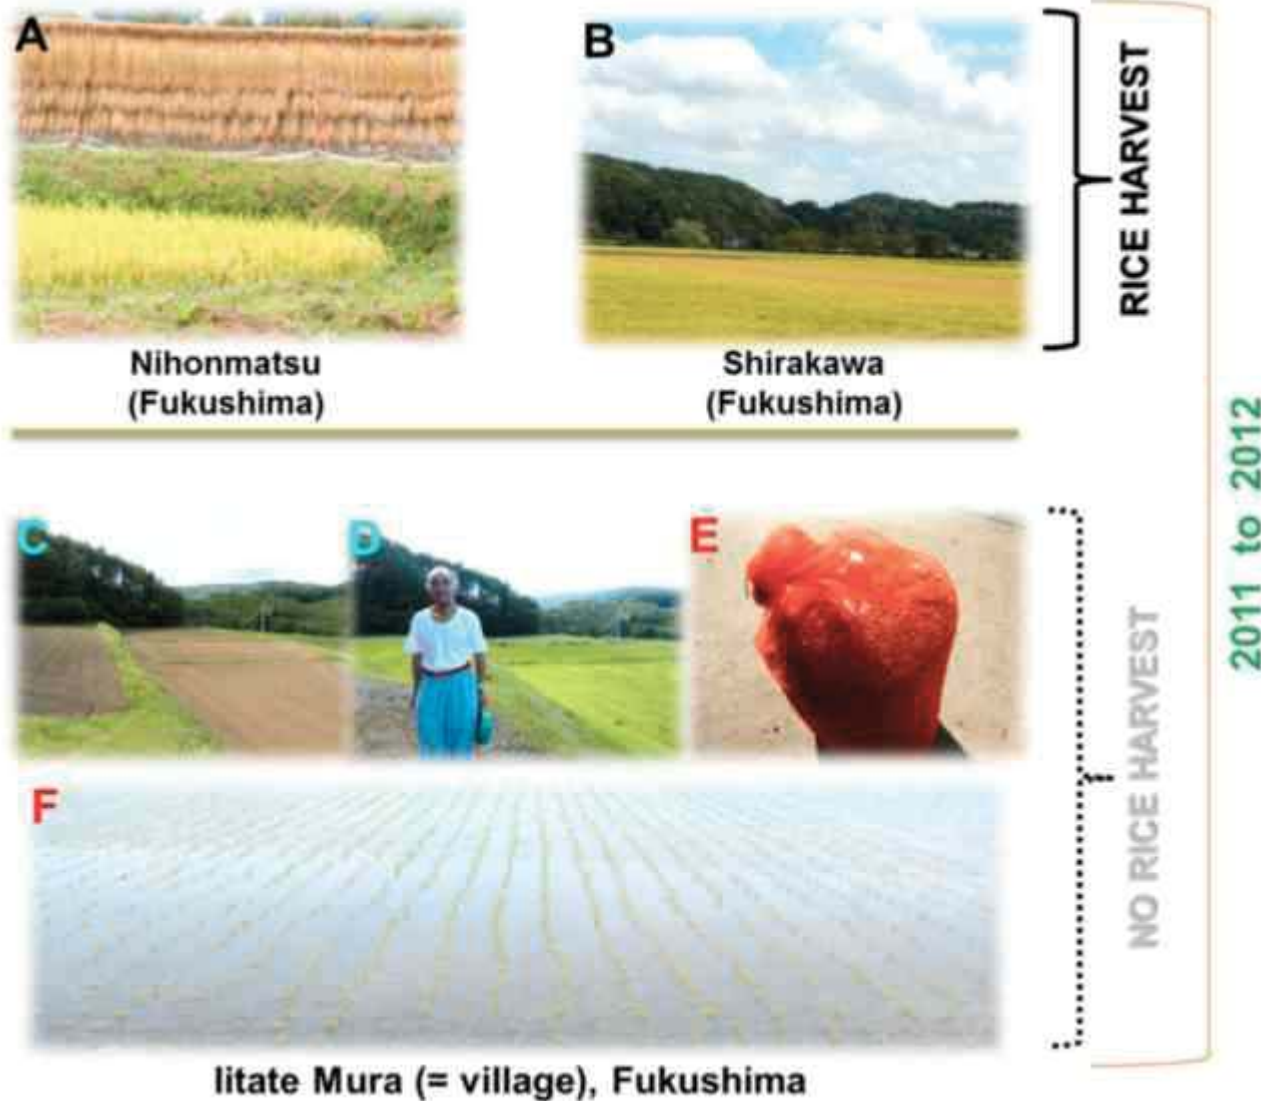 A
B
RICE HARVEST
Nihonmatsu
(Fukushima)
Shirakawa
(Fukushima)
2011 to 2012
C
D
E
F
NO RICE HARVEST
Iitate Mura (= village), Fukushima